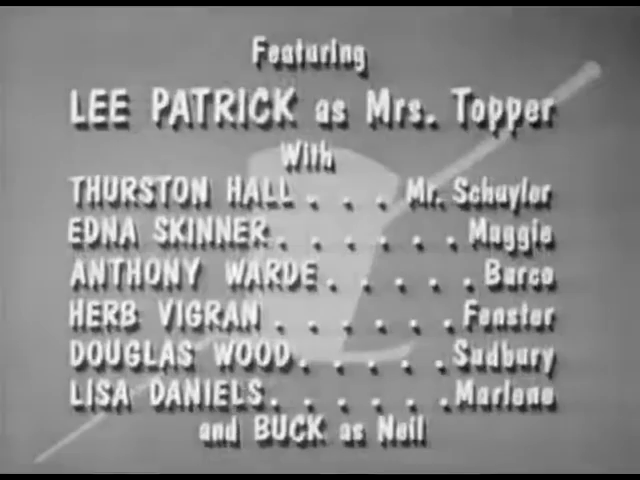 Featuring
LEE PATRICK as Mrs. Topper
With
THURSTON HALL . . . Mr. Schuyler
EDNA SKINNER . . . . . . Maggie
ANTHONY WARDE . . . . . Burco
HERB VIGRAN . . . . . . Fenster
DOUGLAS WOOD . . . . . Sudbury
LISA DANIELS . . . . . . Marlene
and BUCK as Neil